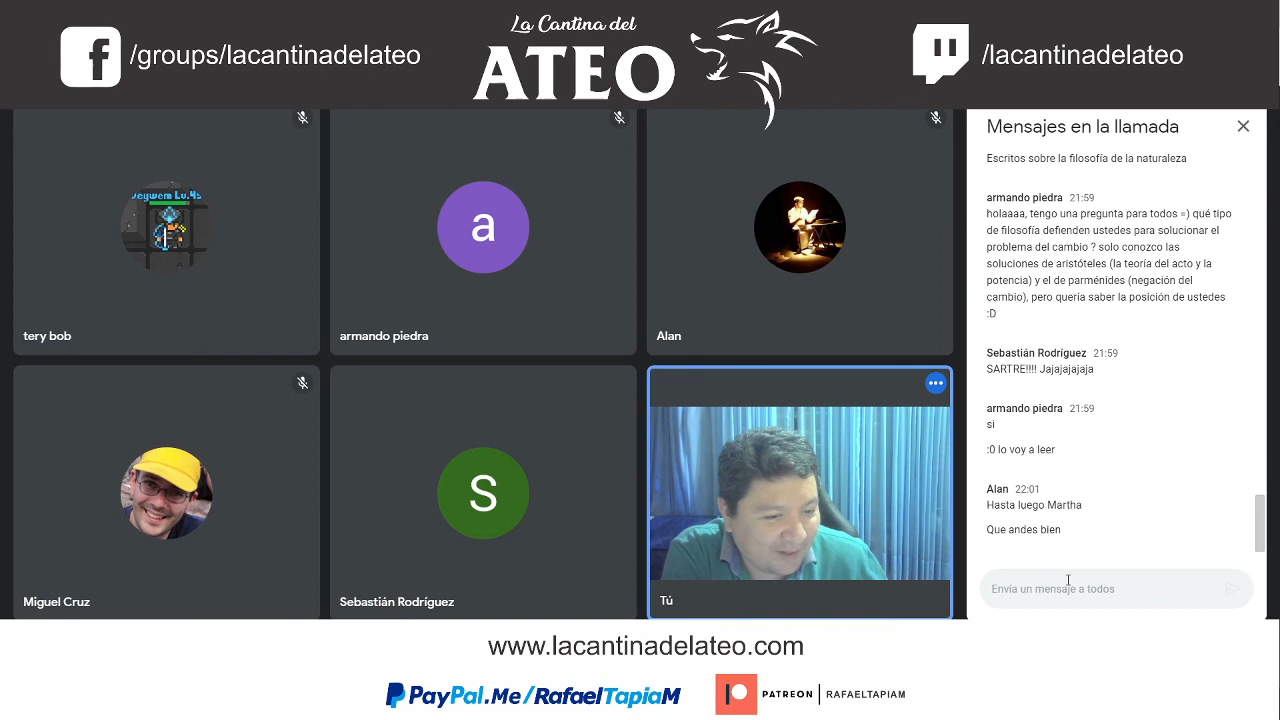 /groups/lacantinadelateo
La Cantina del
ATEO
/lacantinadelateo
Mensajes en la llamada
Escritos sobre la filosofía de la naturaleza
armando piedra 21:59
holaaaa, tengo una pregunta para todos =) qué tipo
de filosofía defienden ustedes para solucionar el
problema del cambio ? solo conozco las
soluciones de aristóteles (la teoría del acto y la
potencia) y el de parménides (negación del
cambio), pero quería saber la posición de ustedes
:D
Sebastián Rodríguez 21:59
SARTRE!!!! Jajajajajaja
armando piedra 21:59
si
:0 lo voy a leer
Alan 22:01
Hasta luego Martha
Que andes bien
Envía un mensaje a todos
a
tery bob
armando piedra
Alan
S
Miguel Cruz
Sebastián Rodríguez
Tú
www.lacantinadelateo.com
PayPal.Me/RafaelTapiaM
PATREON | RAFAELTAPIAM